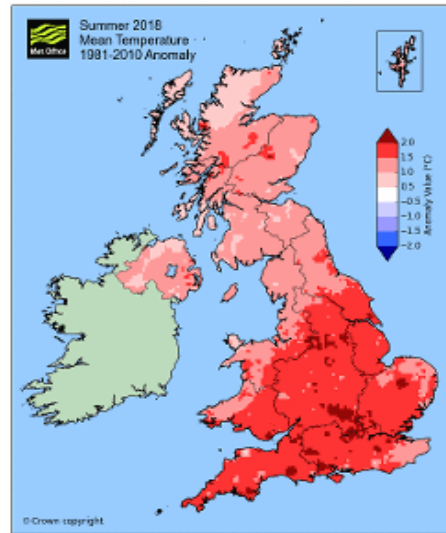 Met Office
Summer 2018
Mean Temperature
1981-2010 Anomaly
2.0
1.5
1.0
0.5
−0.5
−1.0
−1.5
−2.0
Anomaly Value (°C)
© Crown copyright